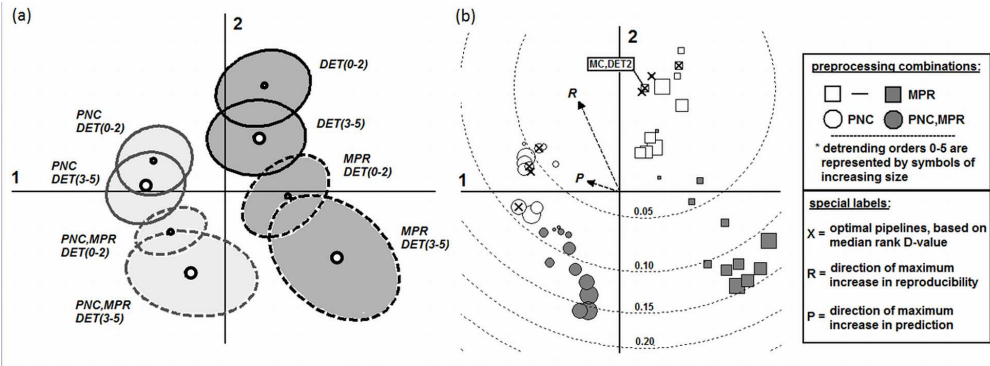 (a)
2
1
DET(0-2)
DET(3-5)
PNC
DET(0-2)
PNC
DET(3-5)
MPR
DET(0-2)
MPR
DET(3-5)
PNC,MPR
DET(0-2)
PNC,MPR
DET(3-5)
(b)
2
1
MC,DET2
R
P
0.05
0.10
0.15
0.20
preprocessing combinations:
— MPR
PNC PNC,MPR
* detrending orders 0-5 are
represented by symbols of
increasing size
special labels:
X = optimal pipelines, based on
median rank D-value
R = direction of maximum
increase in reproducibility
P = direction of maximum
increase in prediction